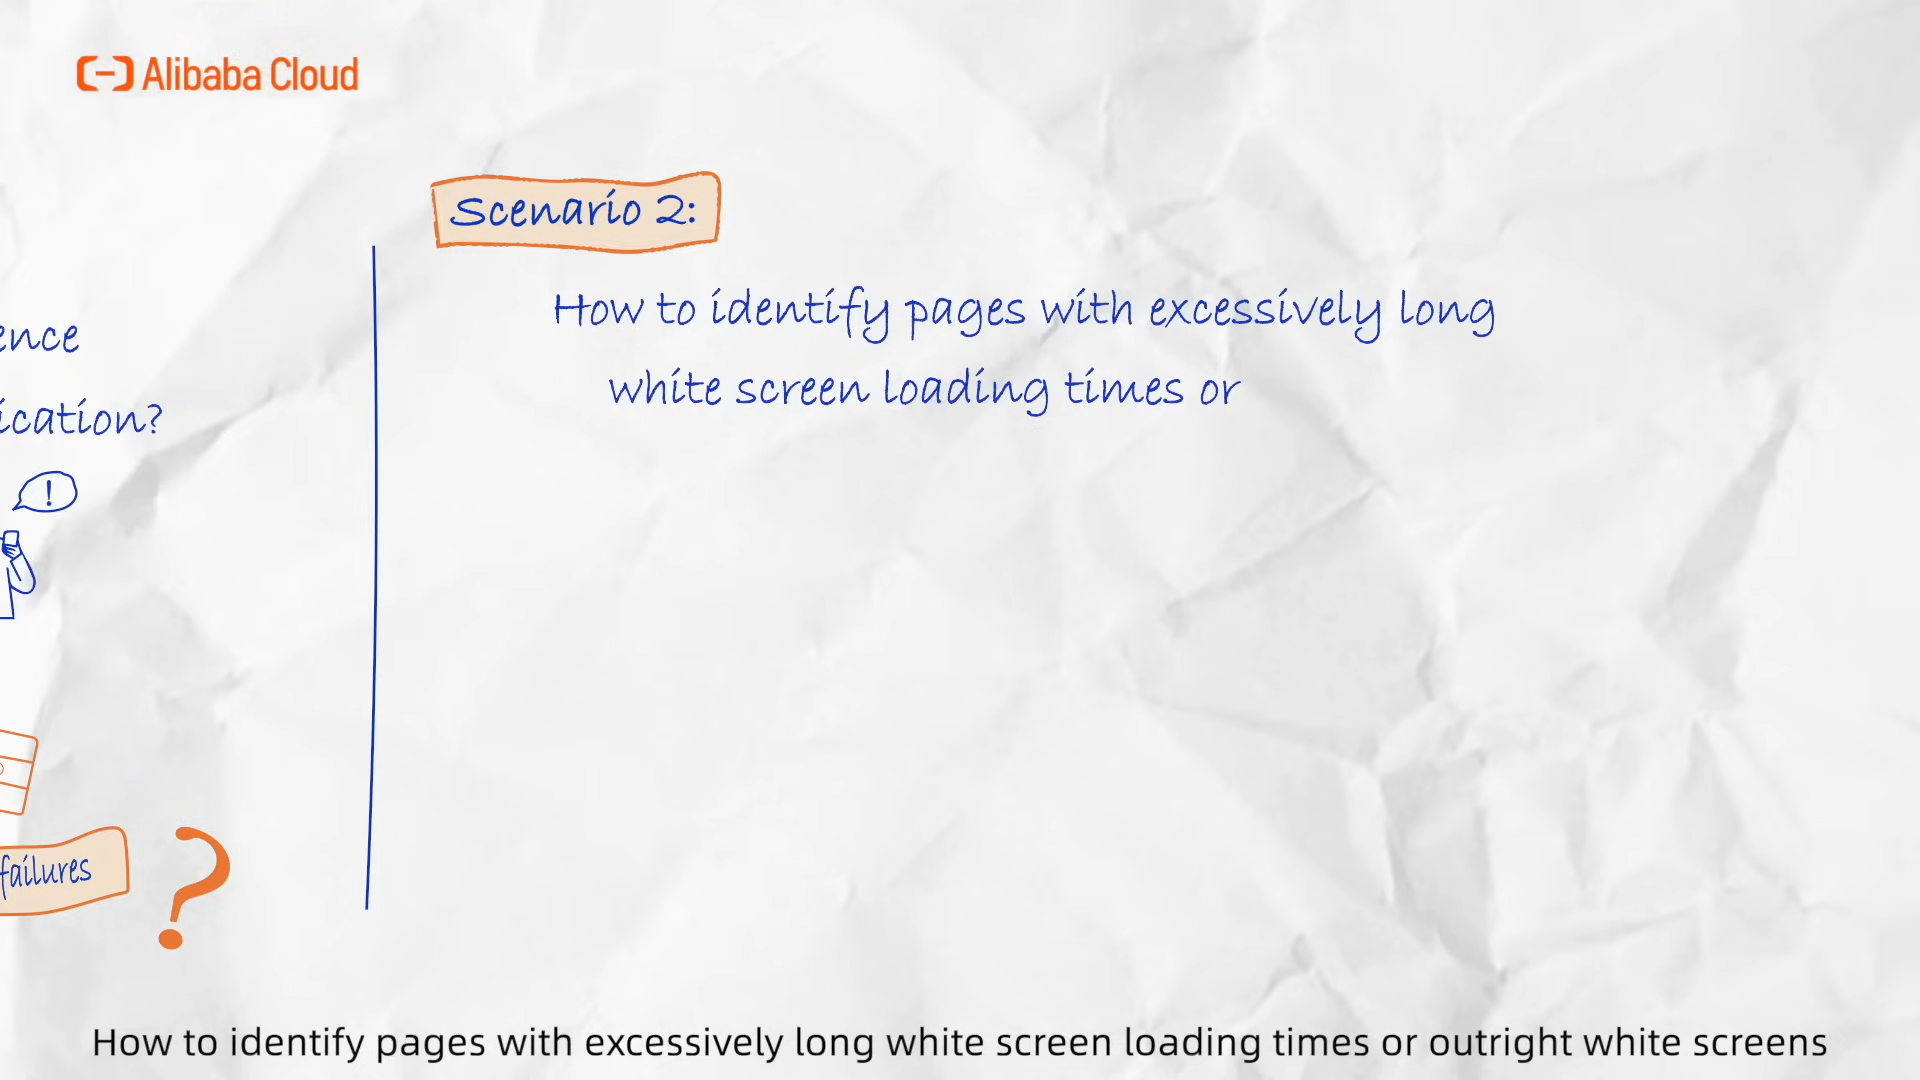 Alibaba Cloud
Scenario 2:
How to identify pages with excessively long
white screen loading times or
ence
ication?
!
failures
?
How to identify pages with excessively long white screen loading times or outright white screens